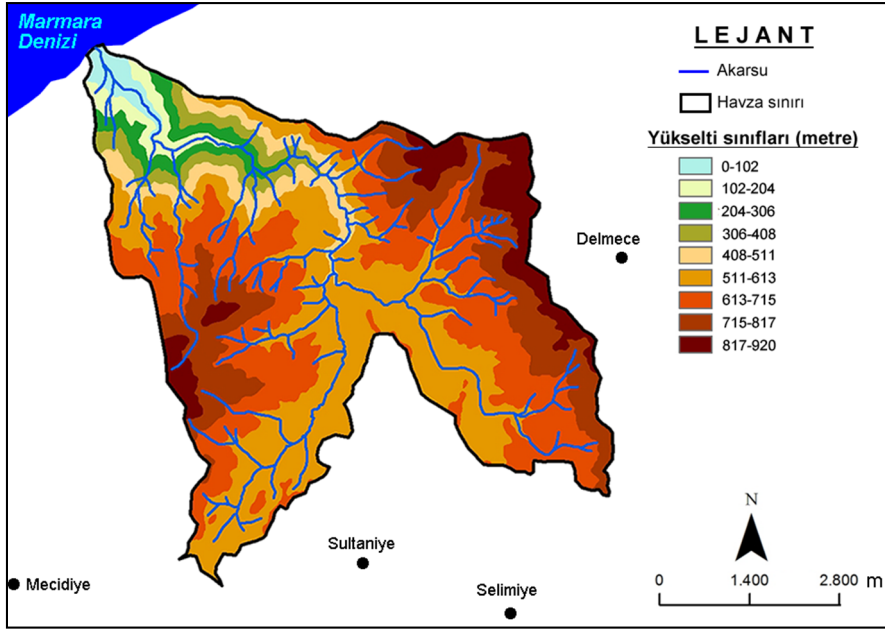 Marmara
Denizi
LEJANT
Akarsu
Havza sınırı
Yükselti sınıfları (metre)
0-102
102-204
204-306
306-408
408-511
511-613
613-715
715-817
817-920
Delmece
Sultaniye
Mecidiye
Selimiye
N
0 1.400 2.800 m